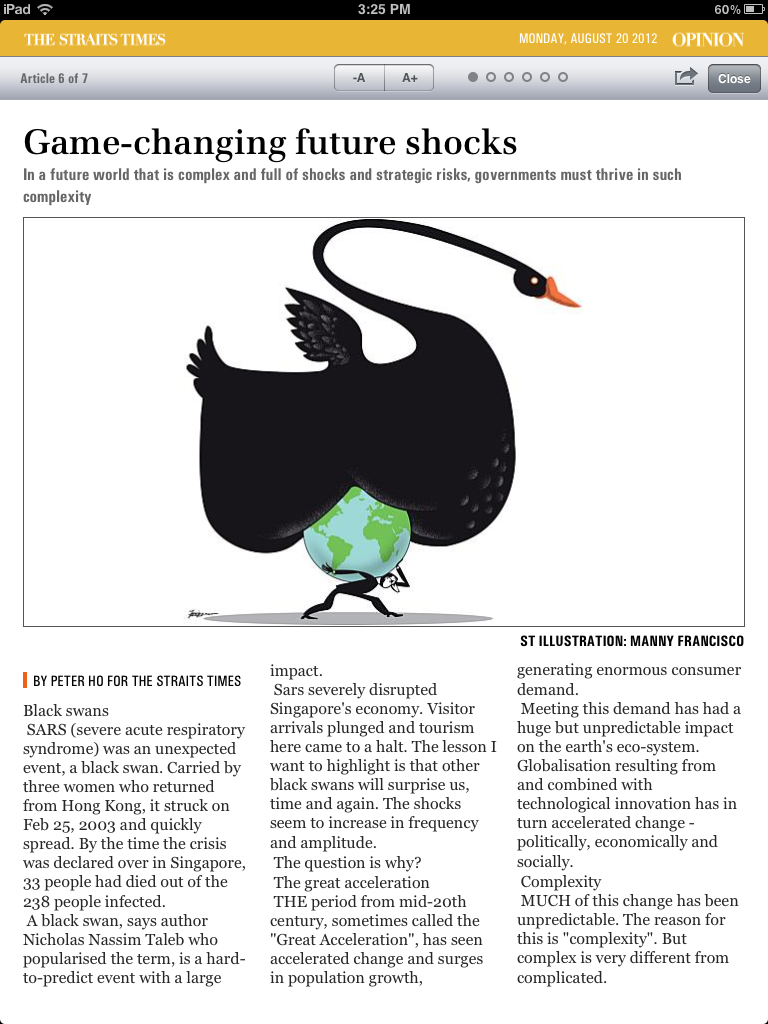 iPad
3:25 PM
60%
THE STRAITS TIMES
MONDAY, AUGUST 20 2012
OPINION
Article 6 of 7
-A
A+
Close
Game-changing future shocks
In a future world that is complex and full of shocks and strategic risks, governments must thrive in such
complexity
ST ILLUSTRATION: MANNY FRANCISCO
BY PETER HO FOR THE STRAITS TIMES
Black swans
SARS (severe acute respiratory
syndrome) was an unexpected
event, a black swan. Carried by
three women who returned
from Hong Kong, it struck on
Feb 25, 2003 and quickly
spread. By the time the crisis
was declared over in Singapore,
33 people had died out of the
238 people infected.
A black swan, says author
Nicholas Nassim Taleb who
popularised the term, is a hard-
to-predict event with a large
impact.
Sars severely disrupted
Singapore's economy. Visitor
arrivals plunged and tourism
here came to a halt. The lesson I
want to highlight is that other
black swans will surprise us,
time and again. The shocks
seem to increase in frequency
and amplitude.
The question is why?
The great acceleration
THE period from mid-20th
century, sometimes called the
"Great Acceleration", has seen
accelerated change and surges
in population growth,
generating enormous consumer
demand.
Meeting this demand has had a
huge but unpredictable impact
on the earth's eco-system.
Globalisation resulting from
and combined with
technological innovation has in
turn accelerated change -
politically, economically and
socially.
Complexity
MUCH of this change has been
unpredictable. The reason for
this is "complexity". But
complex is very different from
complicated.